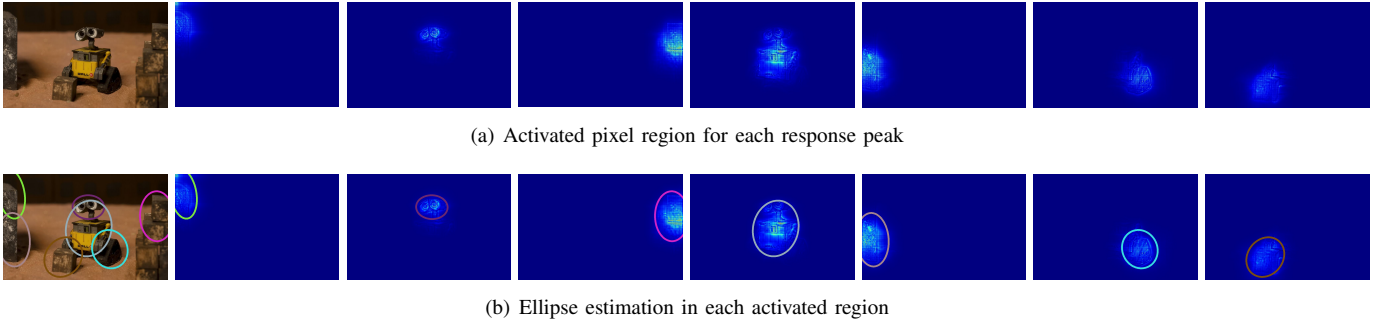 (a) Activated pixel region for each response peak
(b) Ellipse estimation in each activated region